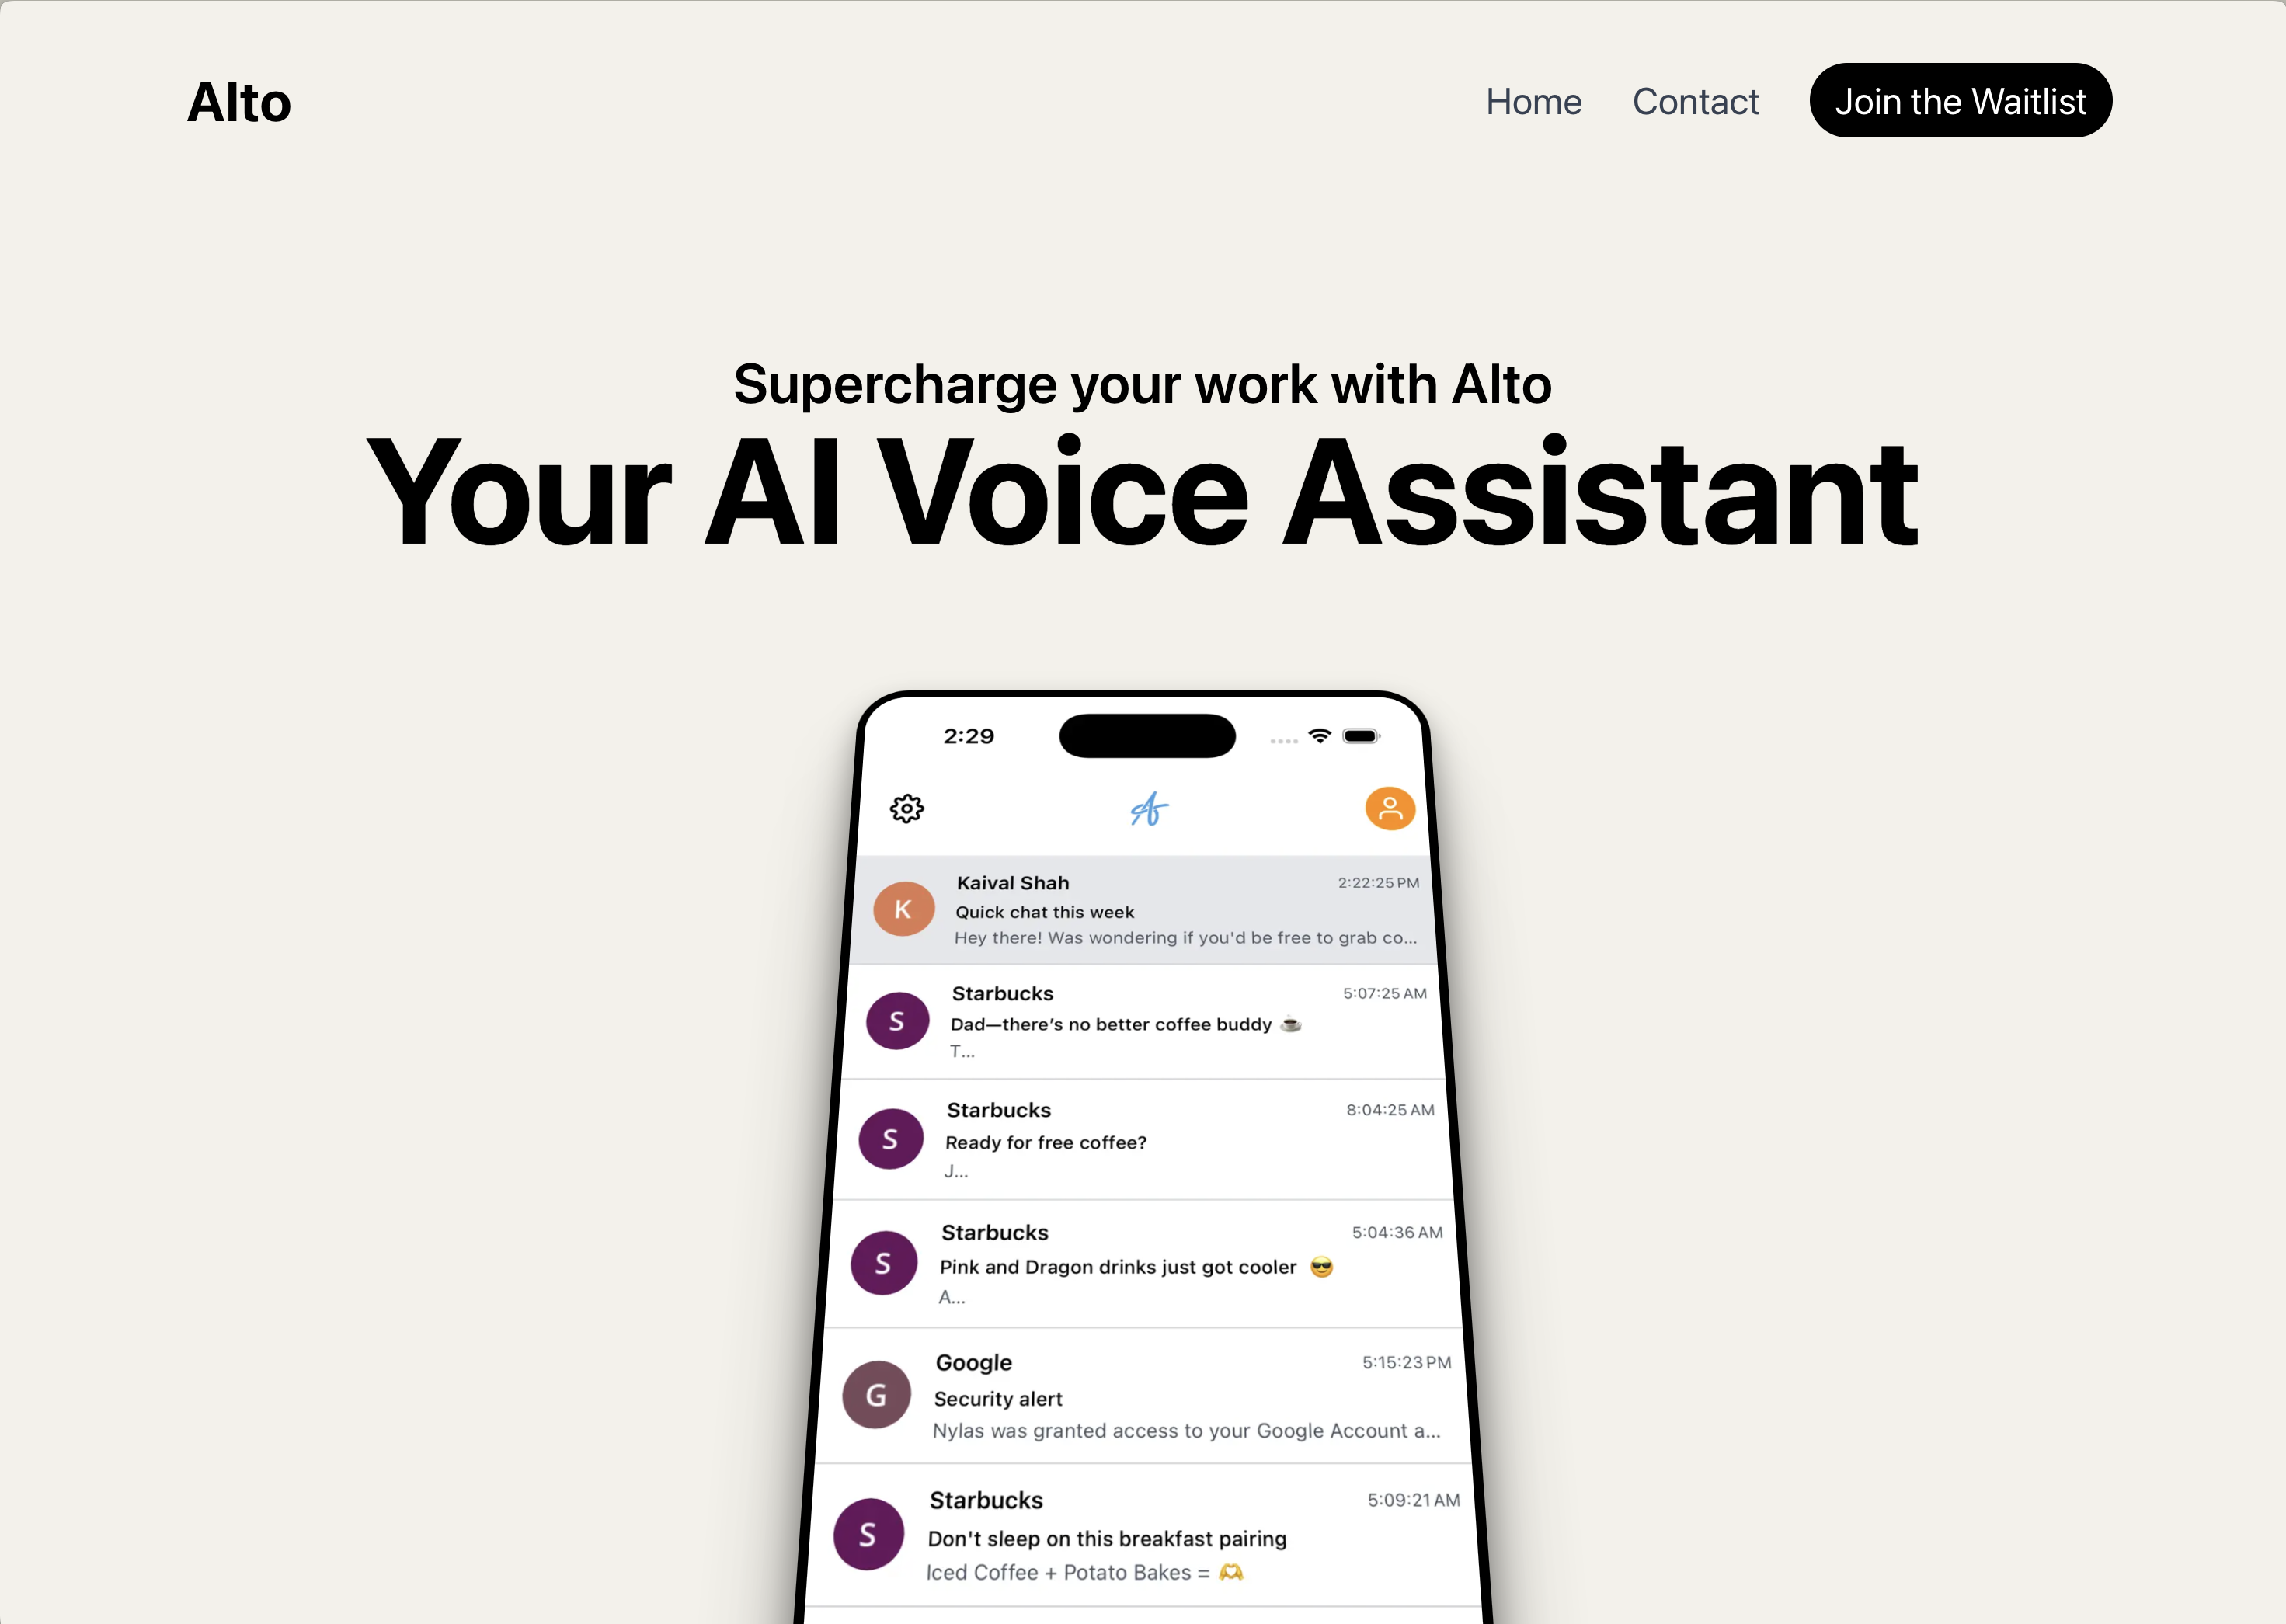 Alto
Home Contact Join the Waitlist
Supercharge your work with Alto
Your AI Voice Assistant
2:29
K
Kaival Shah 2:22:25 PM
Quick chat this week
Hey there! Was wondering if you'd be free to grab co...
S
Starbucks 5:07:25 AM
Dad—there’s no better coffee buddy ☕
T...
S
Starbucks 8:04:25 AM
Ready for free coffee?
J...
S
Starbucks 5:04:36 AM
Pink and Dragon drinks just got cooler 😎
A...
G
Google 5:15:23 PM
Security alert
Nylas was granted access to your Google Account a...
S
Starbucks 5:09:21 AM
Don't sleep on this breakfast pairing
Iced Coffee + Potato Bakes = 🫶